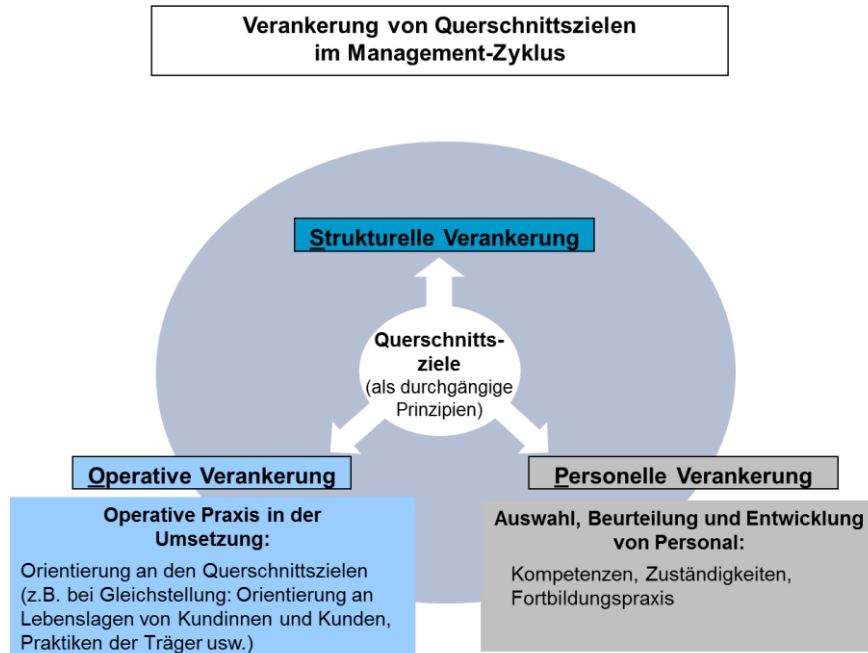 Verankerung von Querschnittszielen
im Management-Zyklus
Strukturelle Verankerung
Querschnitts-
ziele
(als durchgängige
Prinzipien)
Operative Verankerung
Operative Praxis in der
Umsetzung:
Orientierung an den Querschnittszielen
(z.B. bei Gleichstellung: Orientierung an
Lebenslagen von Kundinnen und Kunden,
Praktiken der Träger usw.)
Personelle Verankerung
Auswahl, Beurteilung und Entwicklung
von Personal:
Kompetenzen, Zuständigkeiten,
Fortbildungspraxis